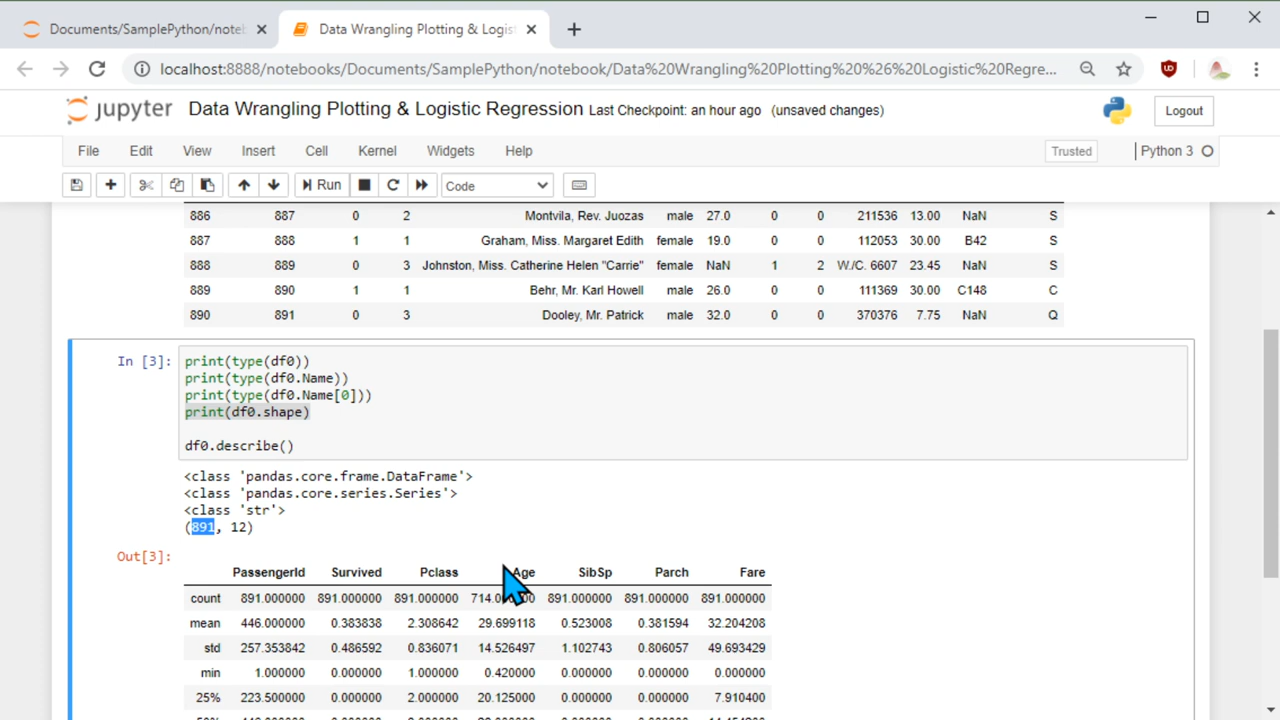 Documents/SamplePython/noteb
Data Wrangling Plotting & Logist
localhost:8888/notebooks/Documents/SamplePython/notebook/Data%20Wrangling%20Plotting%20%26%20Logistic%20Regre...
jupyter Data Wrangling Plotting & Logistic Regression Last Checkpoint: an hour ago (unsaved changes) Logout
File Edit View Insert Cell Kernel Widgets Help Trusted Python 3
Run Code
886 887 0 2 Montvila, Rev. Juozas male 27.0 0 0 211536 13.00 NaN S
887 888 1 1 Graham, Miss. Margaret Edith female 19.0 0 0 112053 30.00 B42 S
888 889 0 3 Johnston, Miss. Catherine Helen "Carrie" female NaN 1 2 W./C. 6607 23.45 NaN S
889 890 1 1 Behr, Mr. Karl Howell male 26.0 0 0 111369 30.00 C148 C
890 891 0 3 Dooley, Mr. Patrick male 32.0 0 0 370376 7.75 NaN Q
In [3]: print(type(df0))
print(type(df0.Name))
print(type(df0.Name[0]))
print(df0.shape)
df0.describe()
<class 'pandas.core.frame.DataFrame'>
<class 'pandas.core.series.Series'>
<class 'str'>
(891, 12)
Out[3]:
PassengerId Survived Pclass Age SibSp Parch Fare
count 891.000000 891.000000 891.000000 891.000000 891.000000 891.000000
mean 446.000000 0.383838 2.308642 29.699118 0.523008 0.381594 32.204208
std 257.353842 0.486592 0.836071 14.526497 1.102743 0.806057 49.693429
min 1.000000 0.000000 1.000000 0.420000 0.000000 0.000000 0.000000
25% 223.500000 0.000000 2.000000 20.125000 0.000000 0.000000 7.910400